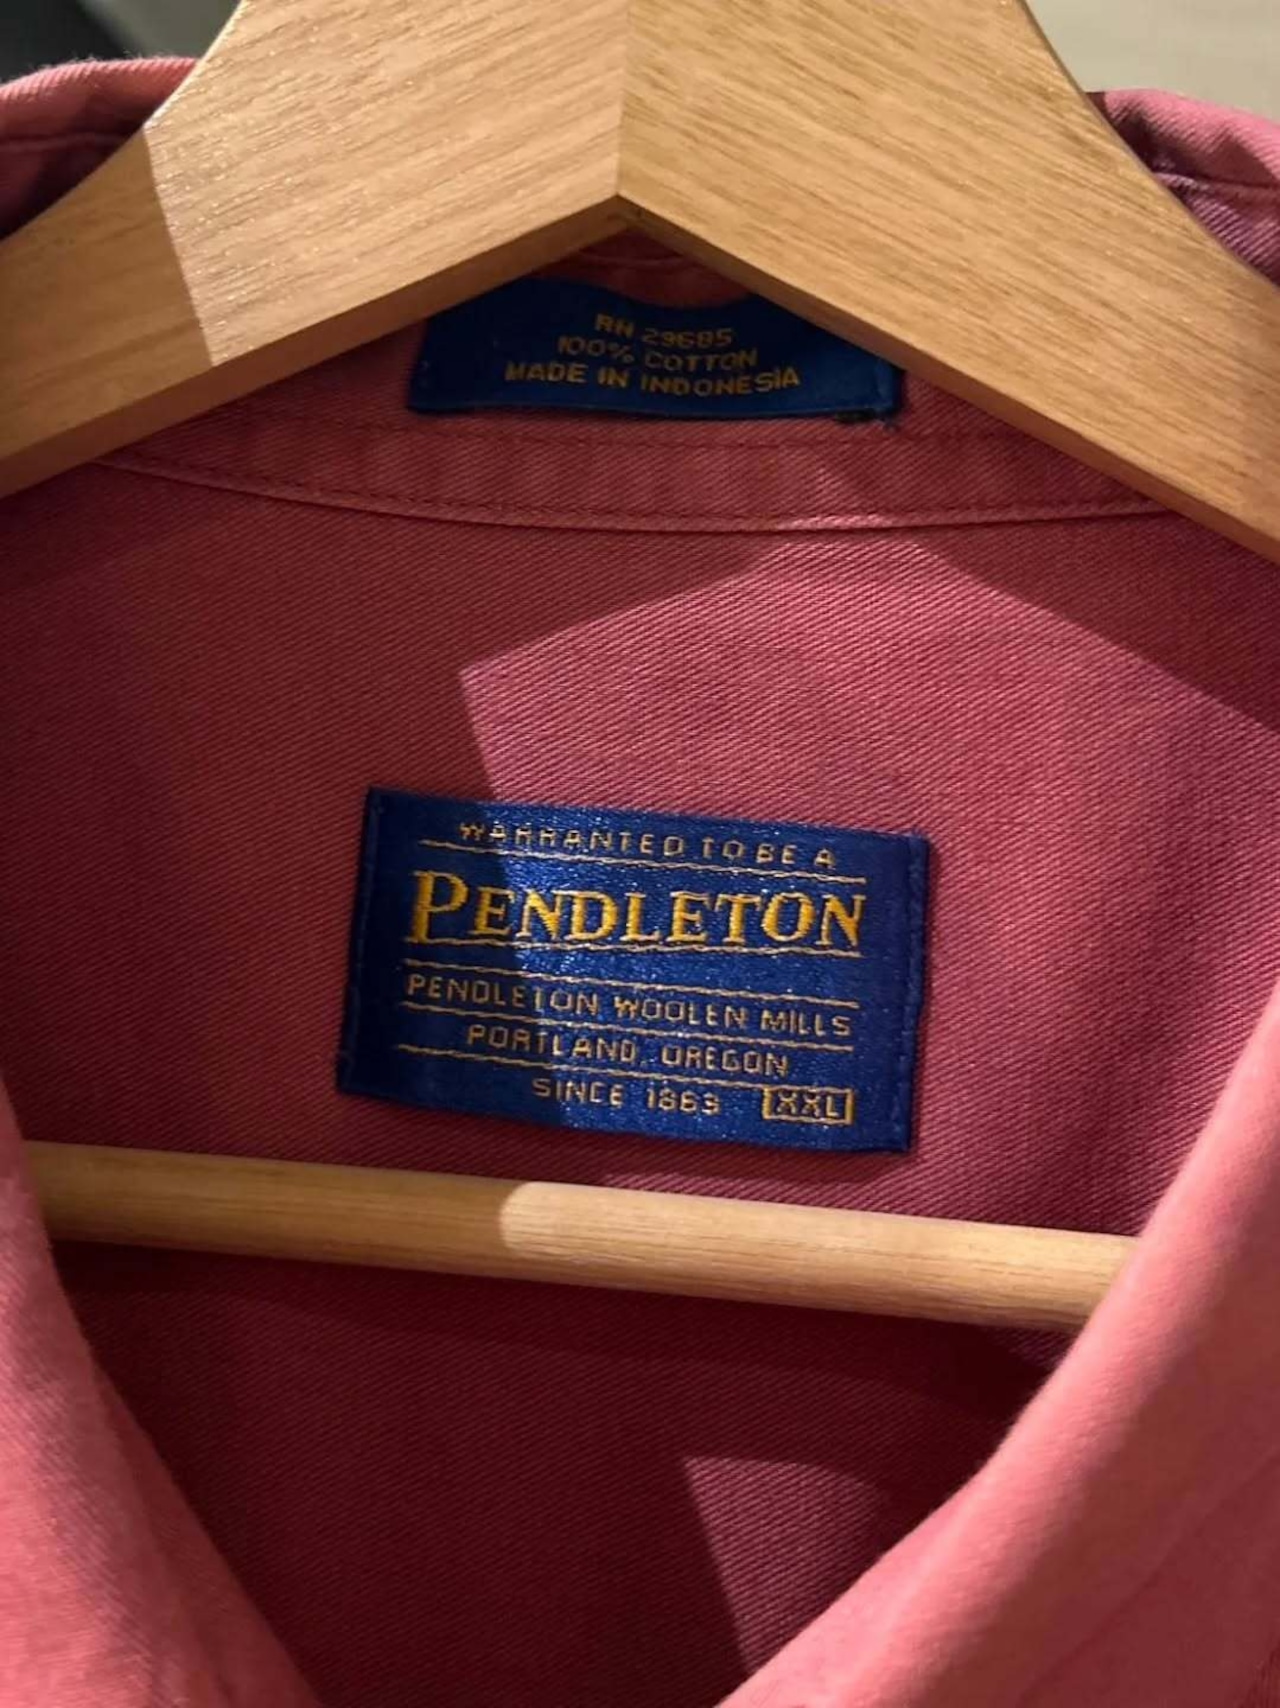 RN 29685
100% COTTON
MADE IN INDONESIA
WARRANTED TO BE A
PENDLETON
PENDLETON WOOLEN MILLS
PORTLAND, OREGON
SINCE 1863 XXL